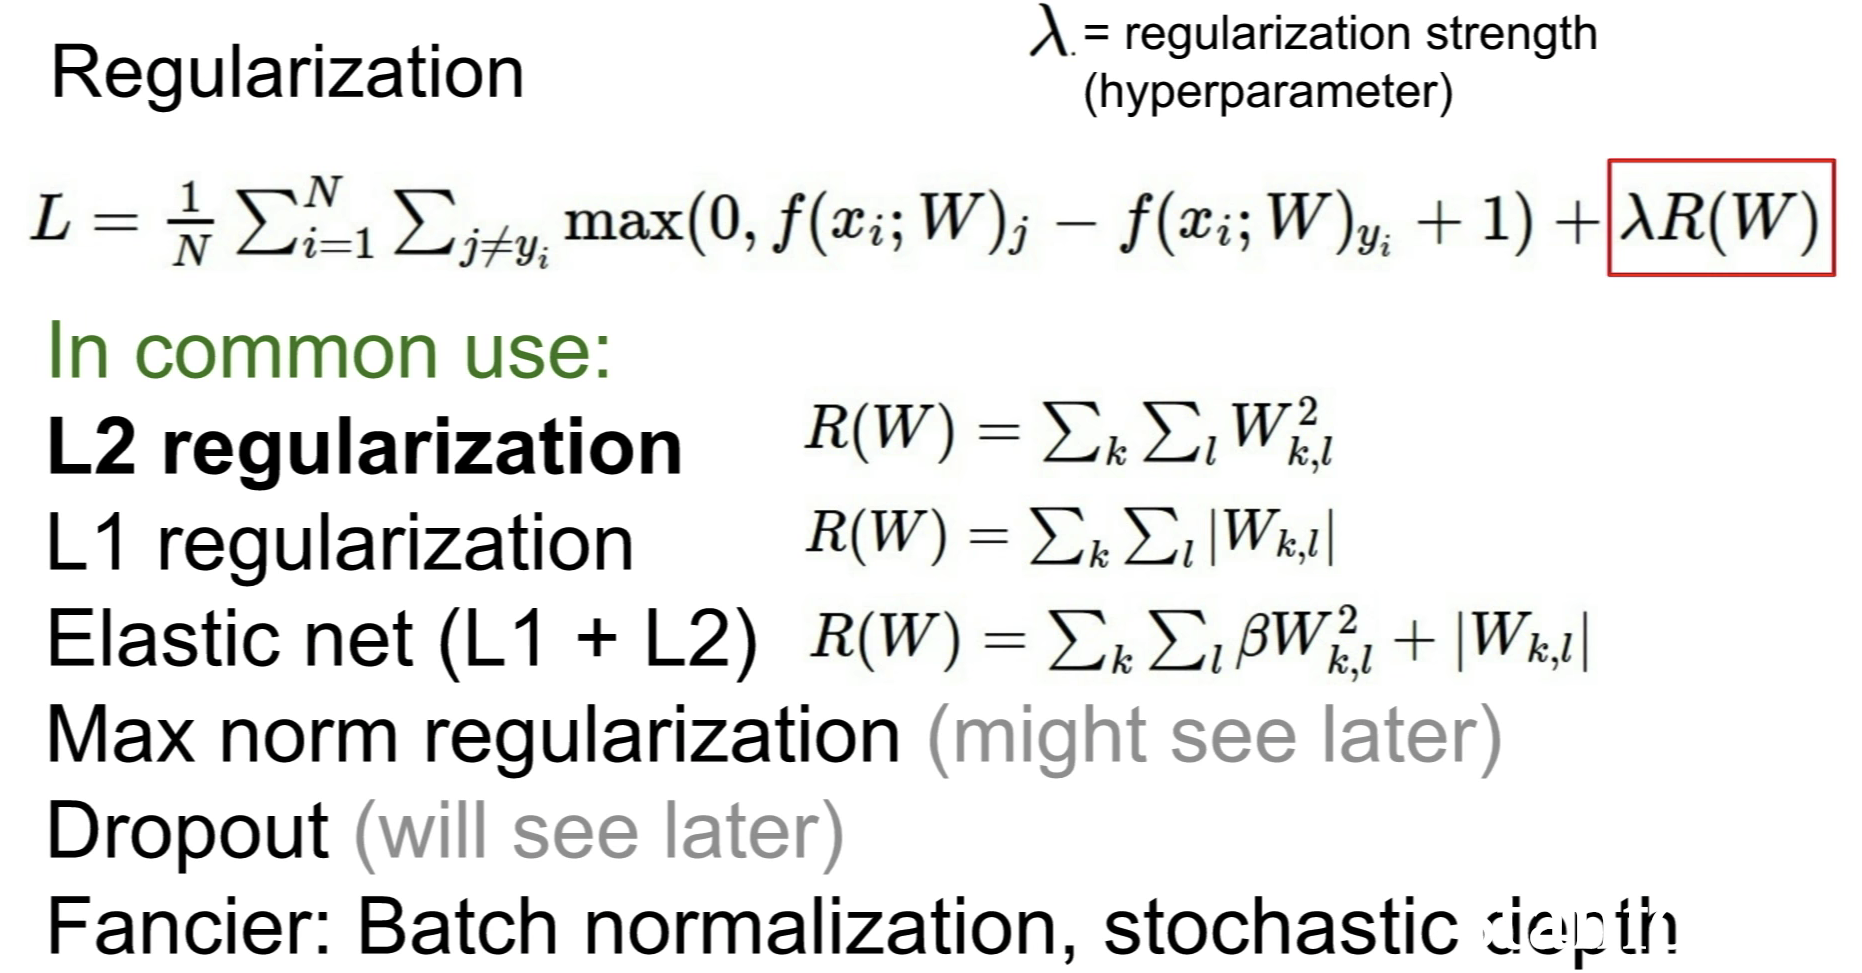 Regularization
λ. = regularization strength
(hyperparameter)
L = \frac{1}{N} \sum_{i=1}^{N} \sum_{j \neq y_i} \max(0, f(x_i; W)_j - f(x_i; W)_{y_i} + 1) + \lambda R(W)
In common use:
L2 regularization R(W) = \sum_k \sum_l W_{k,l}^2
L1 regularization R(W) = \sum_k \sum_l |W_{k,l}|
Elastic net (L1 + L2) R(W) = \sum_k \sum_l \beta W_{k,l}^2 + |W_{k,l}|
Max norm regularization (might see later)
Dropout (will see later)
Fancier: Batch normalization, stochastic depth